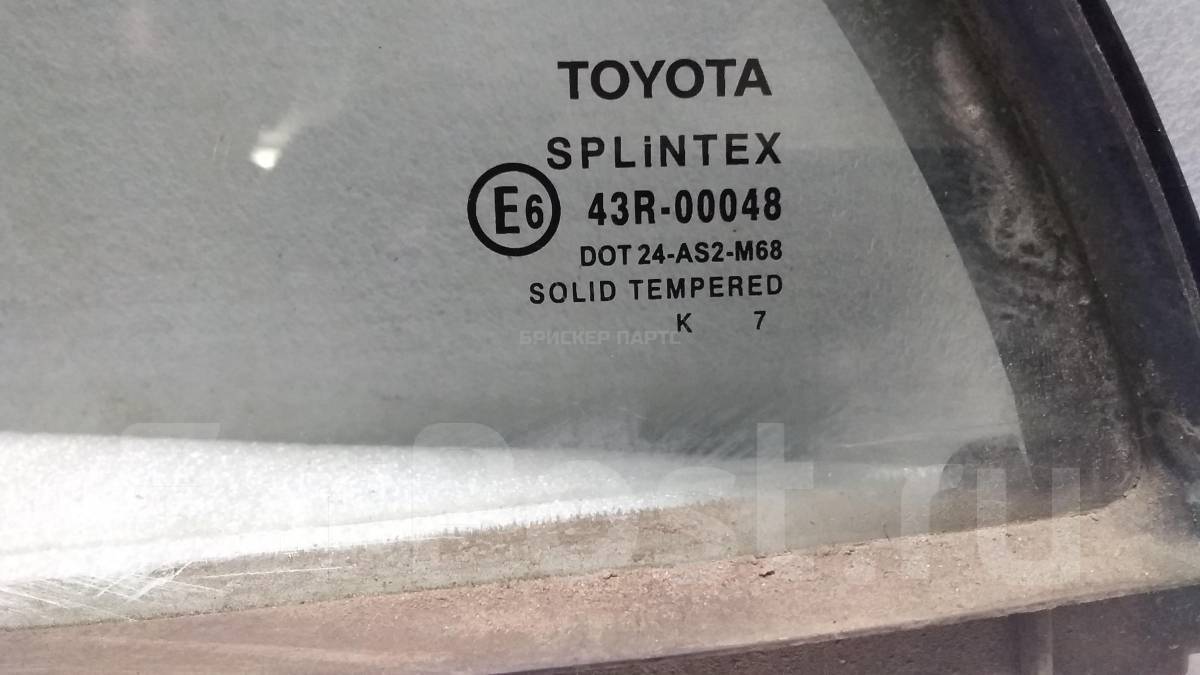 TOYOTA
SPLiNTEX
E6 43R-00048
DOT 24-AS2-M68
SOLID TEMPERED
K 7
БРИСКЕР ПАРТС